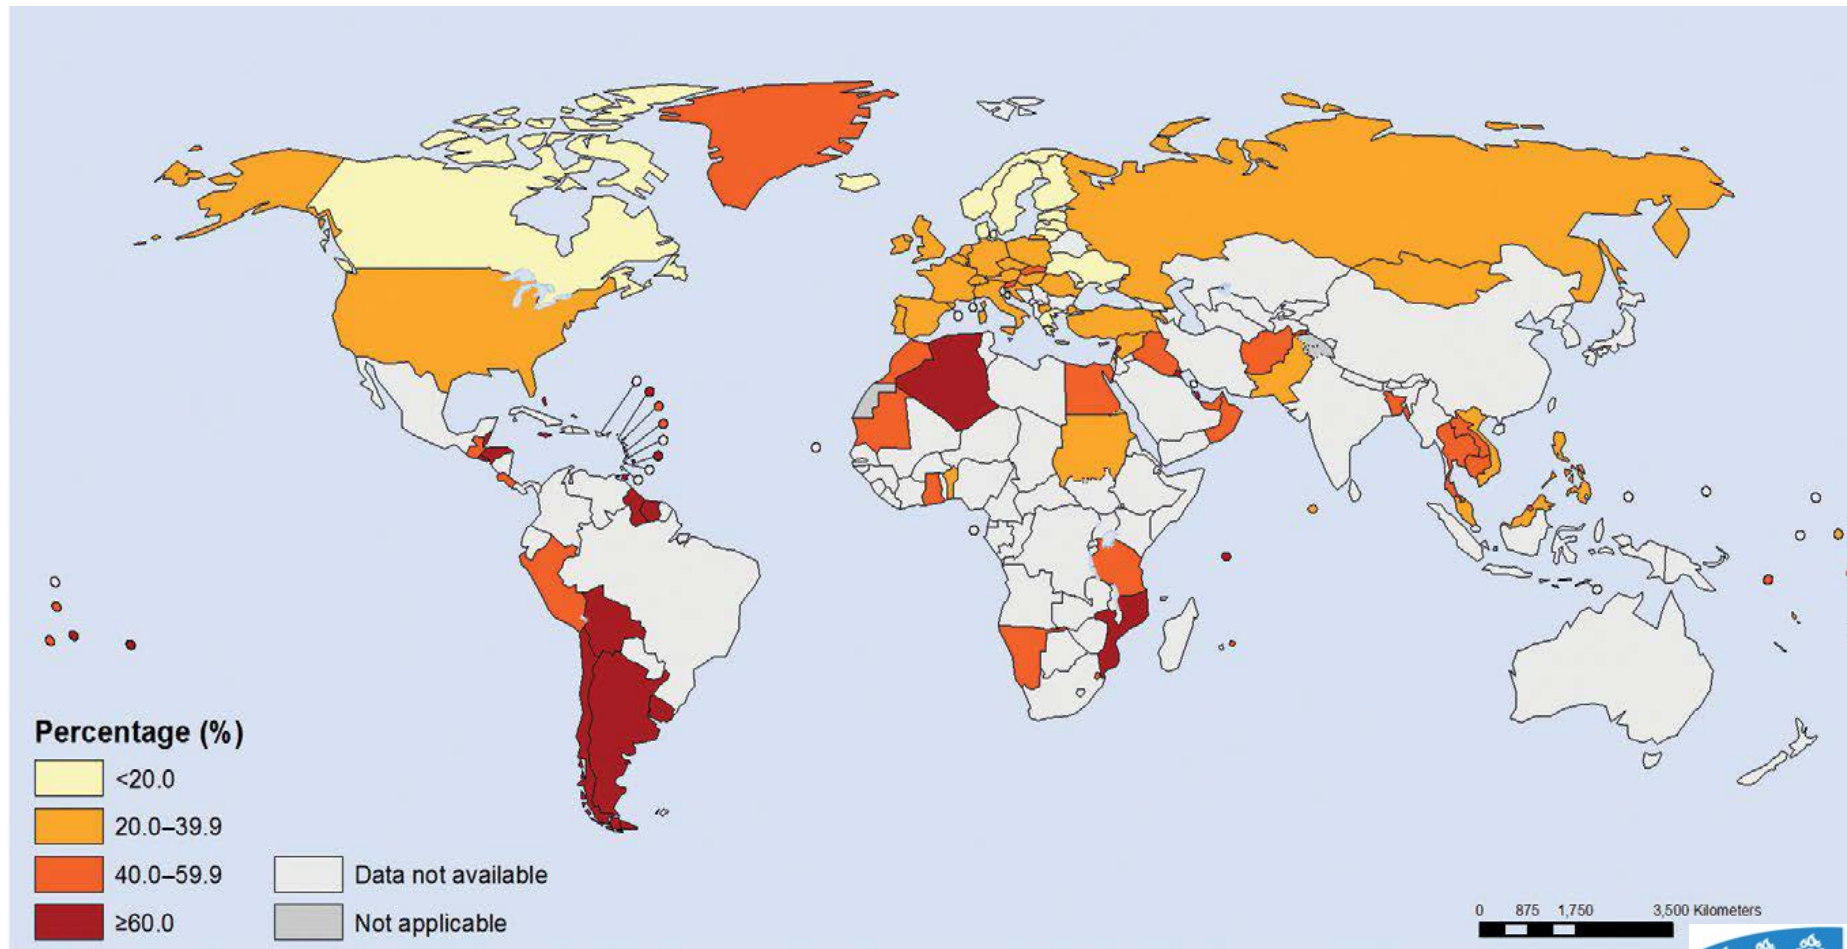 Percentage (%)
<20.0
20.0–39.9
40.0–59.9
≥60.0
Data not available
Not applicable
0 875 1,750 3,500 Kilometers